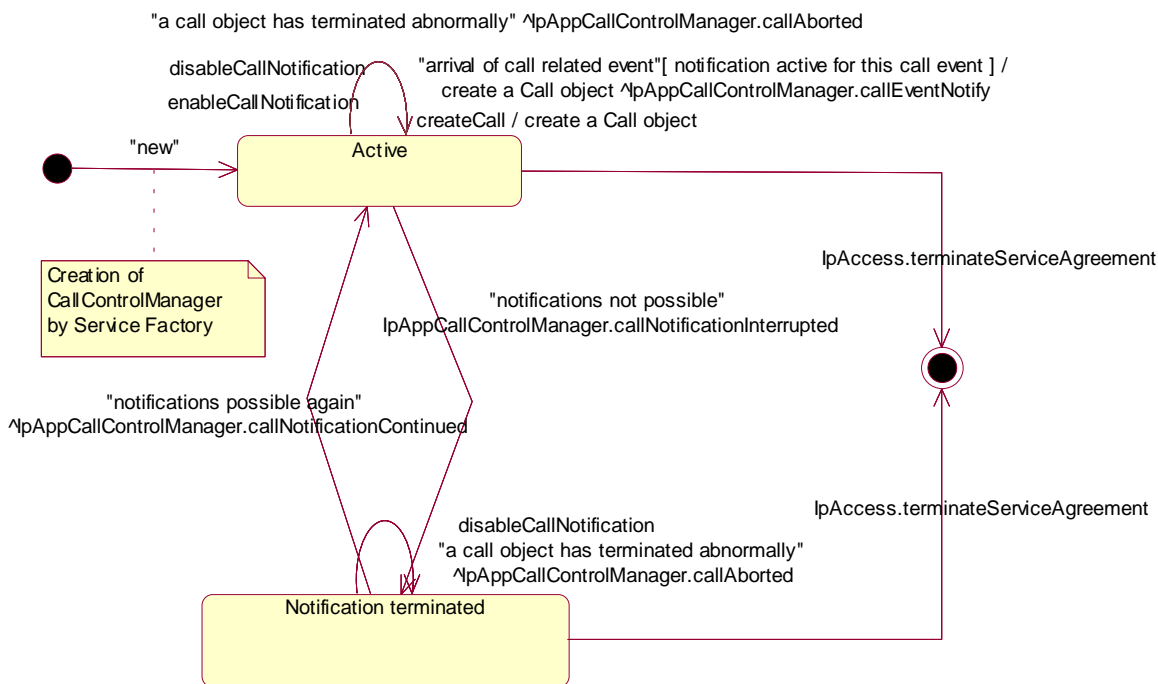 "a call object has terminated abnormally" ^IpAppCallControlManager.callAborted
disableCallNotification
enableCallNotification
"arrival of call related event"[ notification active for this call event ] /
create a Call object ^IpAppCallControlManager.callEventNotify
createCall / create a Call object
"new"
Active
Creation of
CallControlManager
by Service Factory
IpAccess.terminateServiceAgreement
"notifications not possible"
IpAppCallControlManager.callNotificationInterrupted
"notifications possible again"
^IpAppCallControlManager.callNotificationContinued
IpAccess.terminateServiceAgreement
disableCallNotification
"a call object has terminated abnormally"
^IpAppCallControlManager.callAborted
Notification terminated